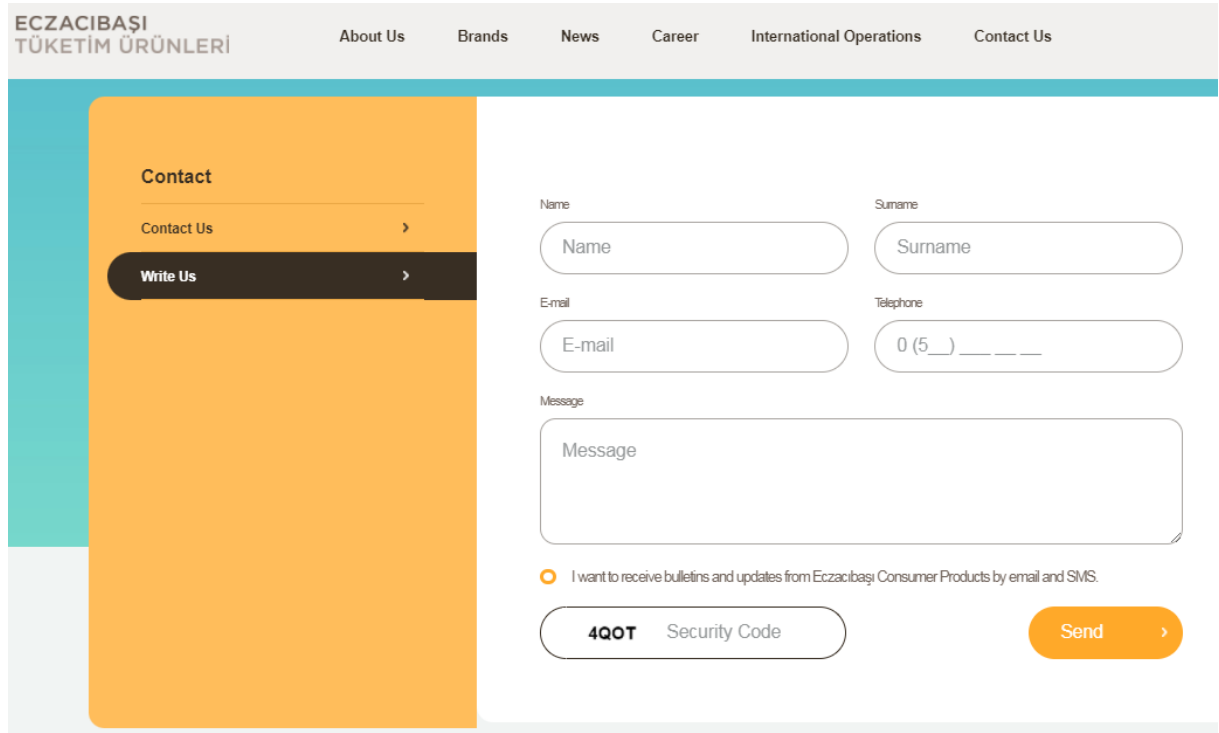 ECZACIBAŞI
TÜKETİM ÜRÜNLERİ
About Us Brands News Career International Operations Contact Us
Contact
Contact Us
Write Us
Name Surname
Name Surname
E-mail Telephone
E-mail 0 (5__) ___ __ __
Message
Message
I want to receive bulletins and updates from Eczacıbaşı Consumer Products by email and SMS.
4QOT Security Code Send